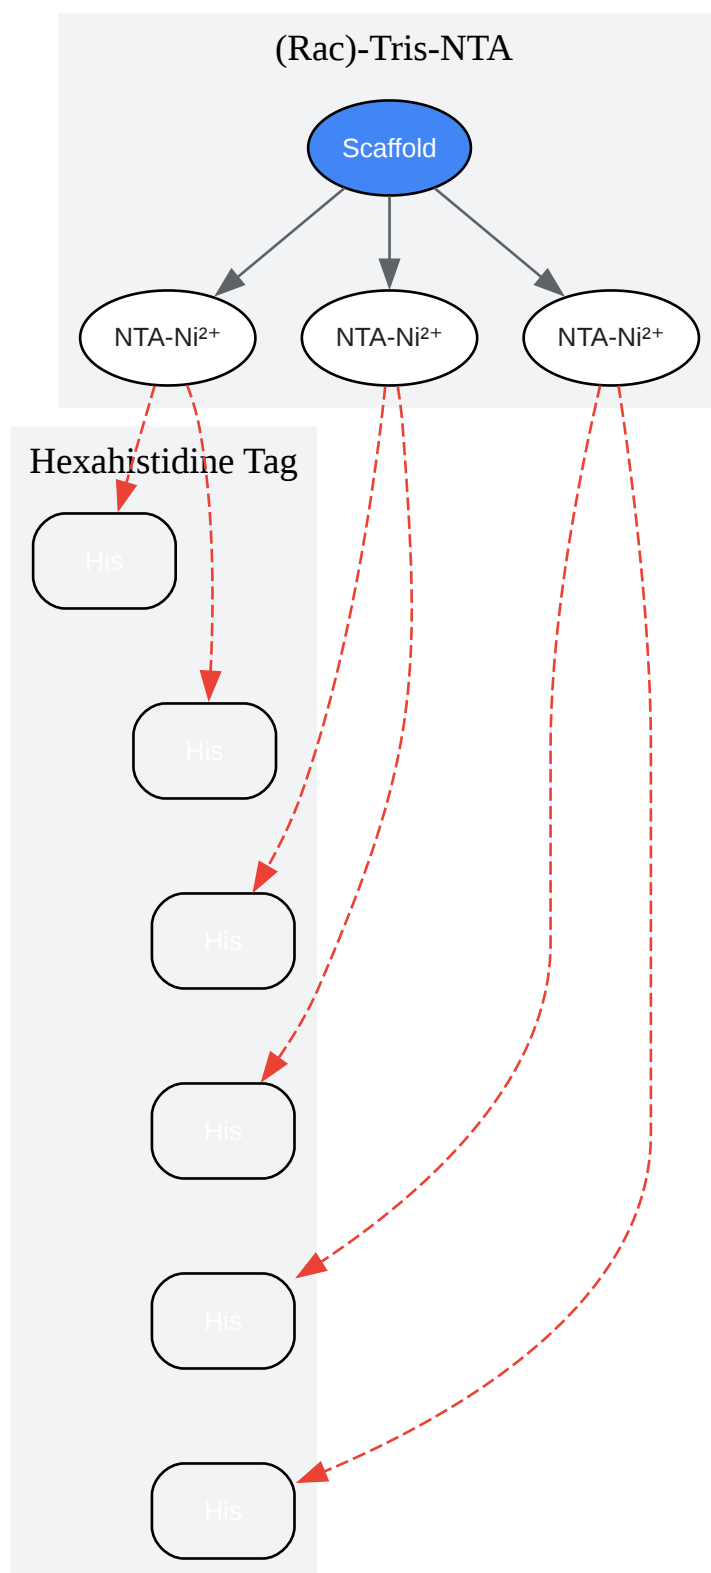 (Rac)-Tris-NTA
Scaffold
NTA-Ni²⁺
NTA-Ni²⁺
NTA-Ni²⁺
Hexahistidine Tag
His
His
His
His
His
His